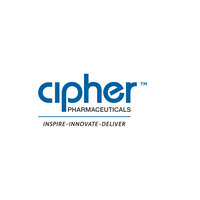 cipher™
PHARMACEUTICALS
INSPIRE-INNOVATE-DELIVER